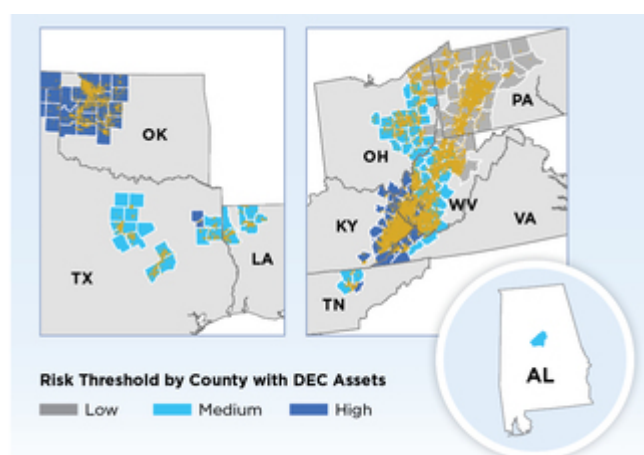 OK
TX
LA
PA
OH
WV
KY
VA
TN
AL
Risk Threshold by County with DEC Assets
Low Medium High